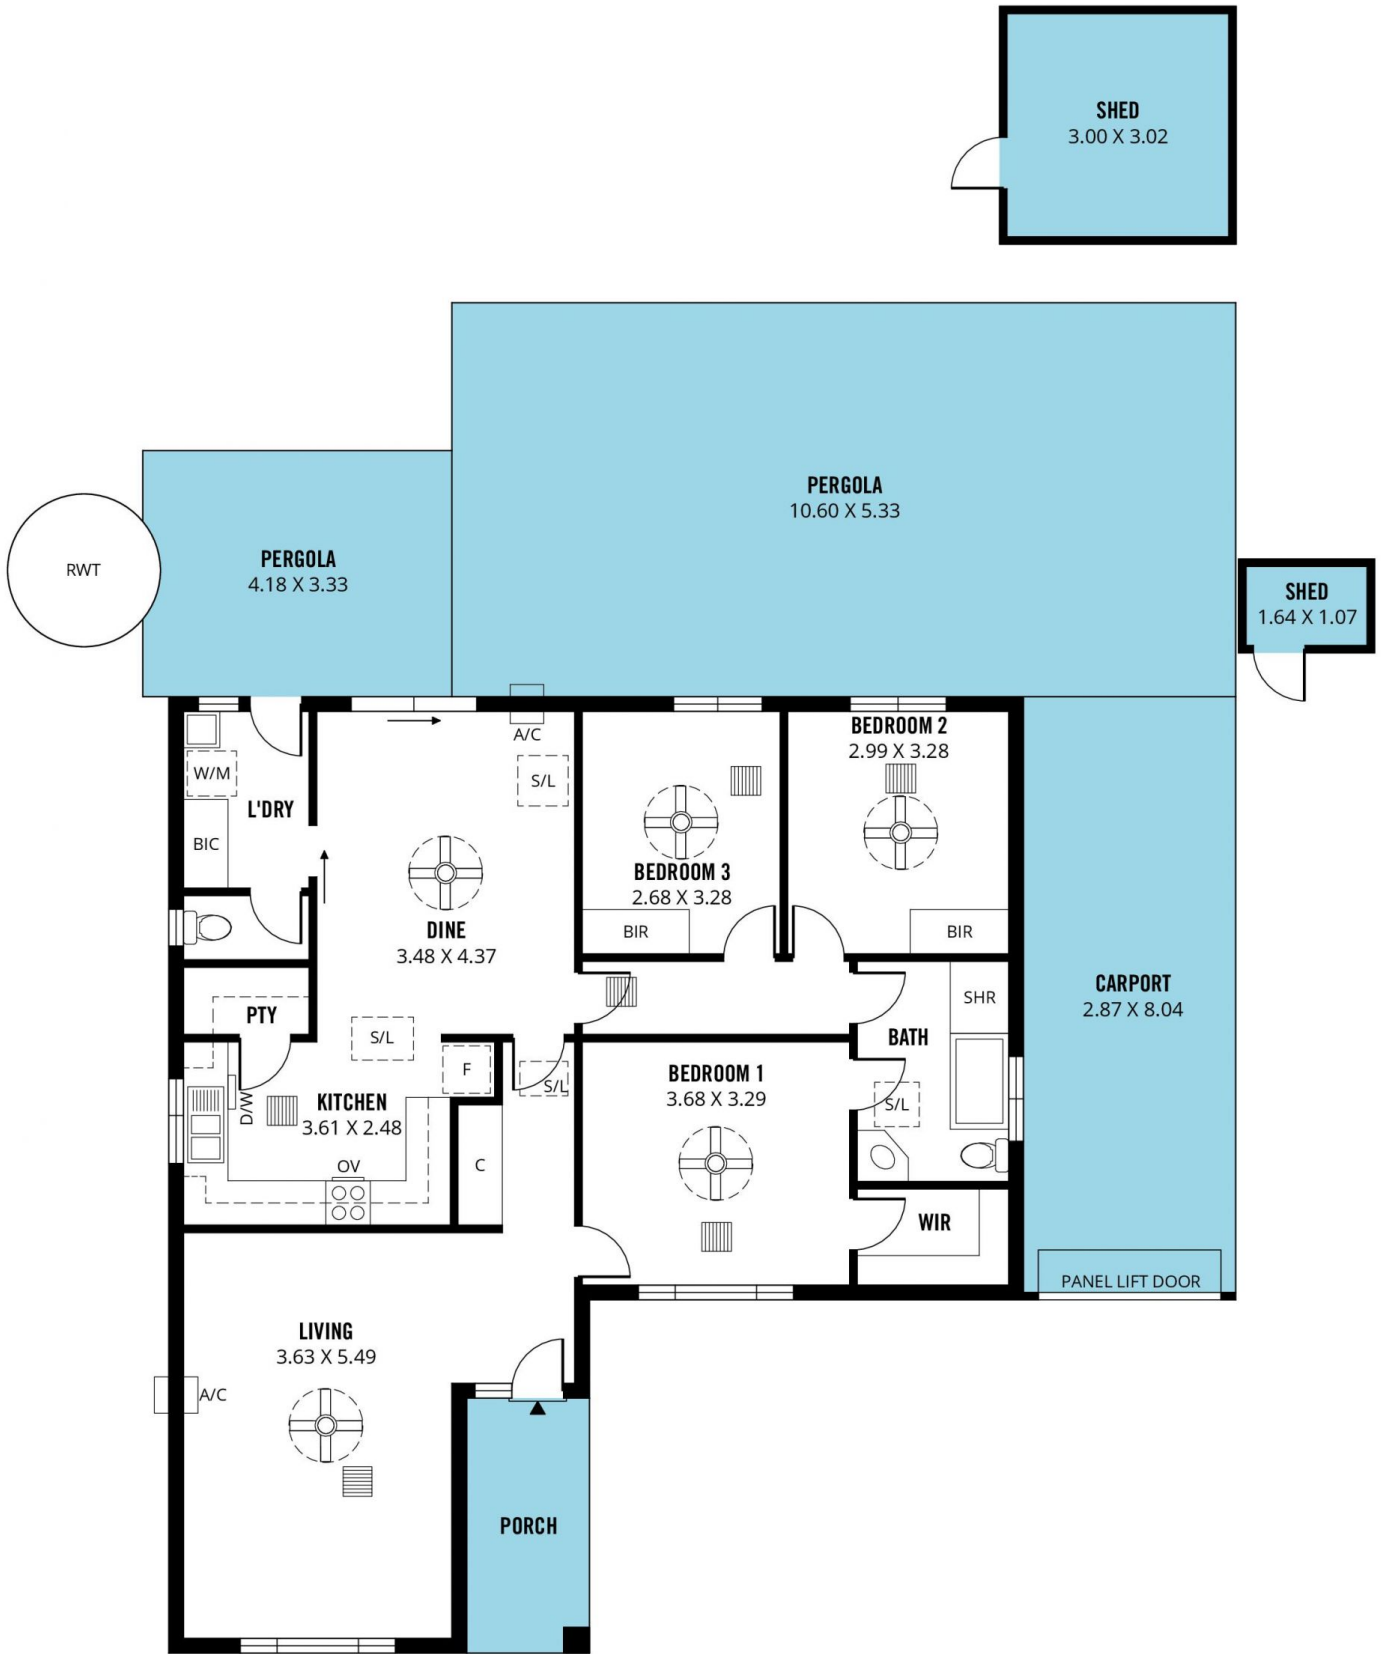 SHED
3.00 X 3.02
PERGOLA
10.60 X 5.33
PERGOLA
4.18 X 3.33
RWT
SHED
1.64 X 1.07
A/C
S/L
W/M
L'DRY
BIC
DINE
3.48 X 4.37
BEDROOM 3
2.68 X 3.28
BIR
BEDROOM 2
2.99 X 3.28
BIR
CARPORT
2.87 X 8.04
PANEL LIFT DOOR
PTY
S/L
F
S/L
KITCHEN
3.61 X 2.48
D/W
OV
C
BEDROOM 1
3.68 X 3.29
BATH
SHR
S/L
WIR
LIVING
3.63 X 5.49
A/C
PORCH